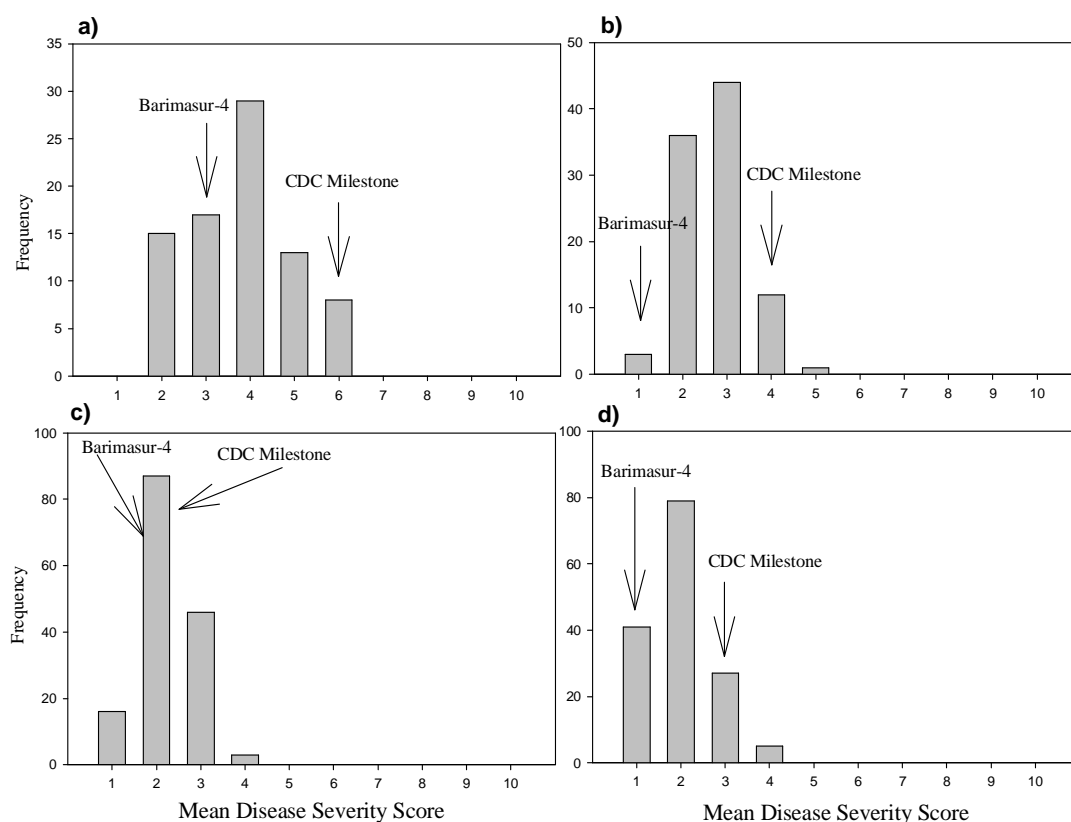 a)
35
30
25
20
15
10
5
0
Frequency
Barimasur-4
CDC Milestone
1 2 3 4 5 6 7 8 9 10
b)
50
40
30
20
10
0
Barimasur-4
CDC Milestone
1 2 3 4 5 6 7 8 9 10
c)
100
80
60
40
20
0
Frequency
Barimasur-4
CDC Milestone
1 2 3 4 5 6 7 8 9 10
Mean Disease Severity Score
d)
100
80
60
40
20
0
Barimasur-4
CDC Milestone
1 2 3 4 5 6 7 8 9 10
Mean Disease Severity Score